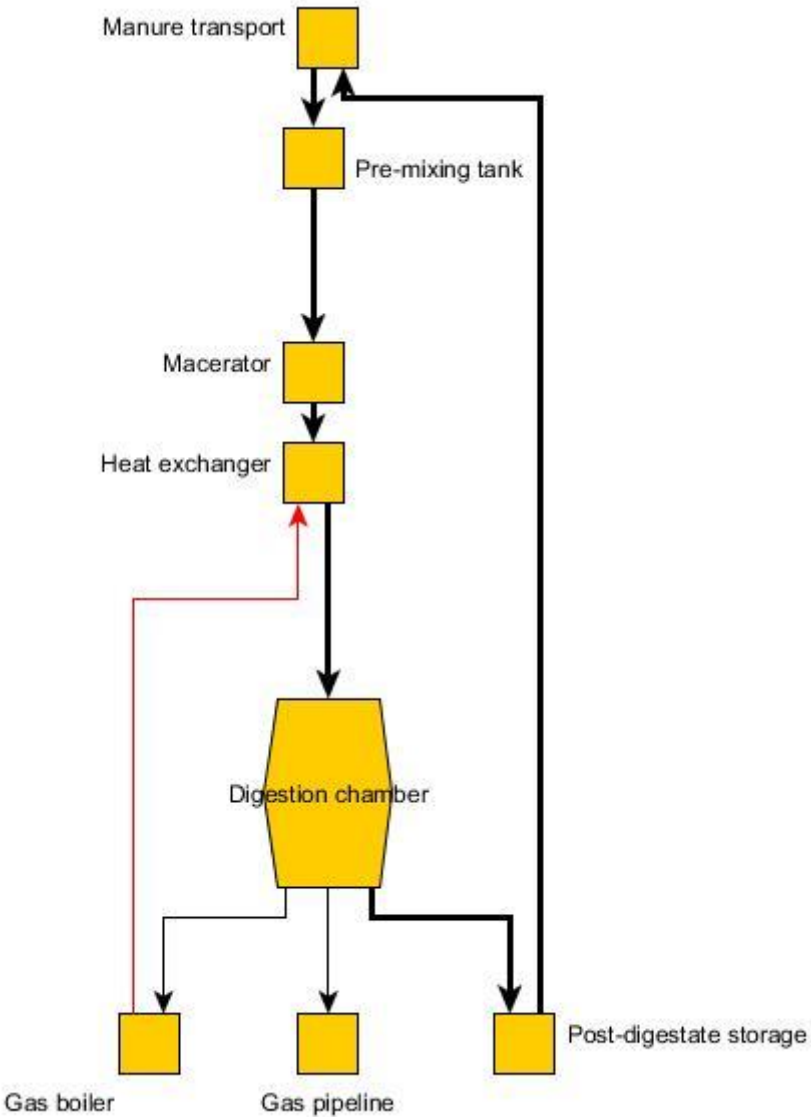 Manure transport
Pre-mixing tank
Macerator
Heat exchanger
Digestion chamber
Post-digestate storage
Gas boiler
Gas pipeline